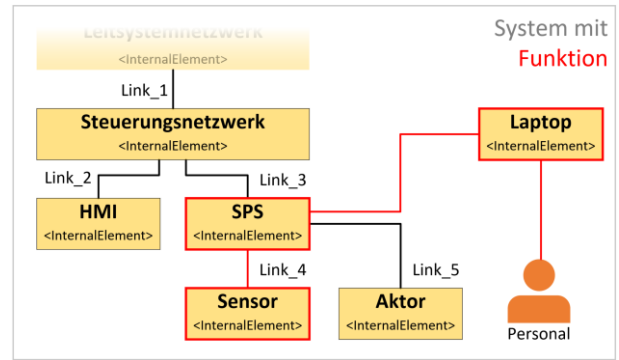 Leitsystemnetzwerk
<InternalElement>
System mit
Funktion
Link_1
Steuerungsnetzwerk
<InternalElement>
Laptop
<InternalElement>
Link_2
Link_3
HMI
<InternalElement>
SPS
<InternalElement>
Link_4
Link_5
Sensor
<InternalElement>
Aktor
<InternalElement>
Personal